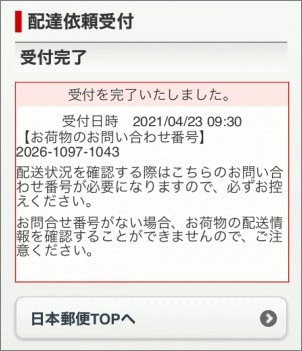 配達依頼受付
受付完了
受付を完了いたしました。
受付日時　2021/04/23 09:30
【お荷物のお問い合わせ番号】
2026-1097-1043
配送状況を確認する際はこちらのお問い合
わせ番号が必要になりますので、必ずお控
えください。
お問合せ番号がない場合、お荷物の配送情
報を確認することができませんので、ご注
意ください。
日本郵便TOPへ